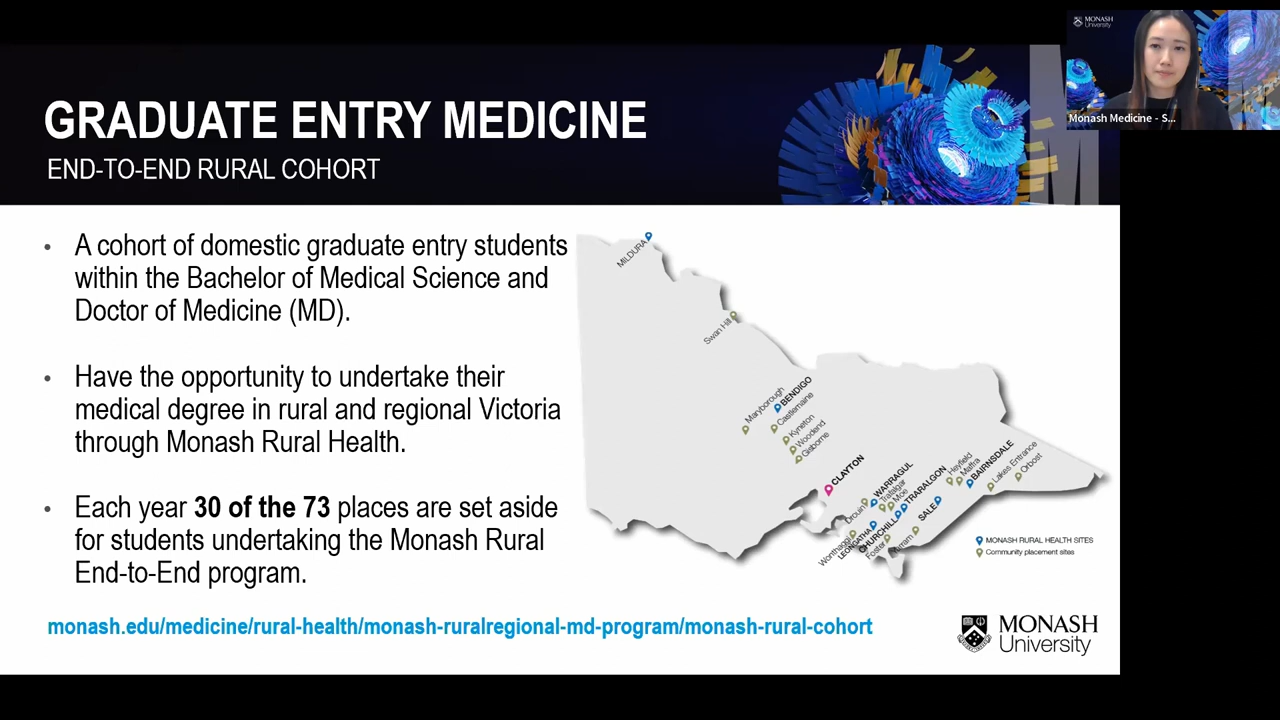 MONASH
University
Monash Medicine - S...
GRADUATE ENTRY MEDICINE
END-TO-END RURAL COHORT
• A cohort of domestic graduate entry students
within the Bachelor of Medical Science and
Doctor of Medicine (MD).
• Have the opportunity to undertake their
medical degree in rural and regional Victoria
through Monash Rural Health.
• Each year 30 of the 73 places are set aside
for students undertaking the Monash Rural
End-to-End program.
MILDURA
Swan Hill
Maryborough
BENDIGO
Castlemaine
Kyneton
Woodend
Gisborne
CLAYTON
Drouin
WARRAGUL
Trafalgar
Moe
TRARALGON
Heyfield
Maffra
BAIRNSDALE
Lakes Entrance
Orbost
Wonthaggi
LEONGATHA
CHURCHILL
Foster
SALE
MONASH RURAL HEALTH SITES
Community placement sites
monash.edu/medicine/rural-health/monash-ruralregional-md-program/monash-rural-cohort
MONASH
University